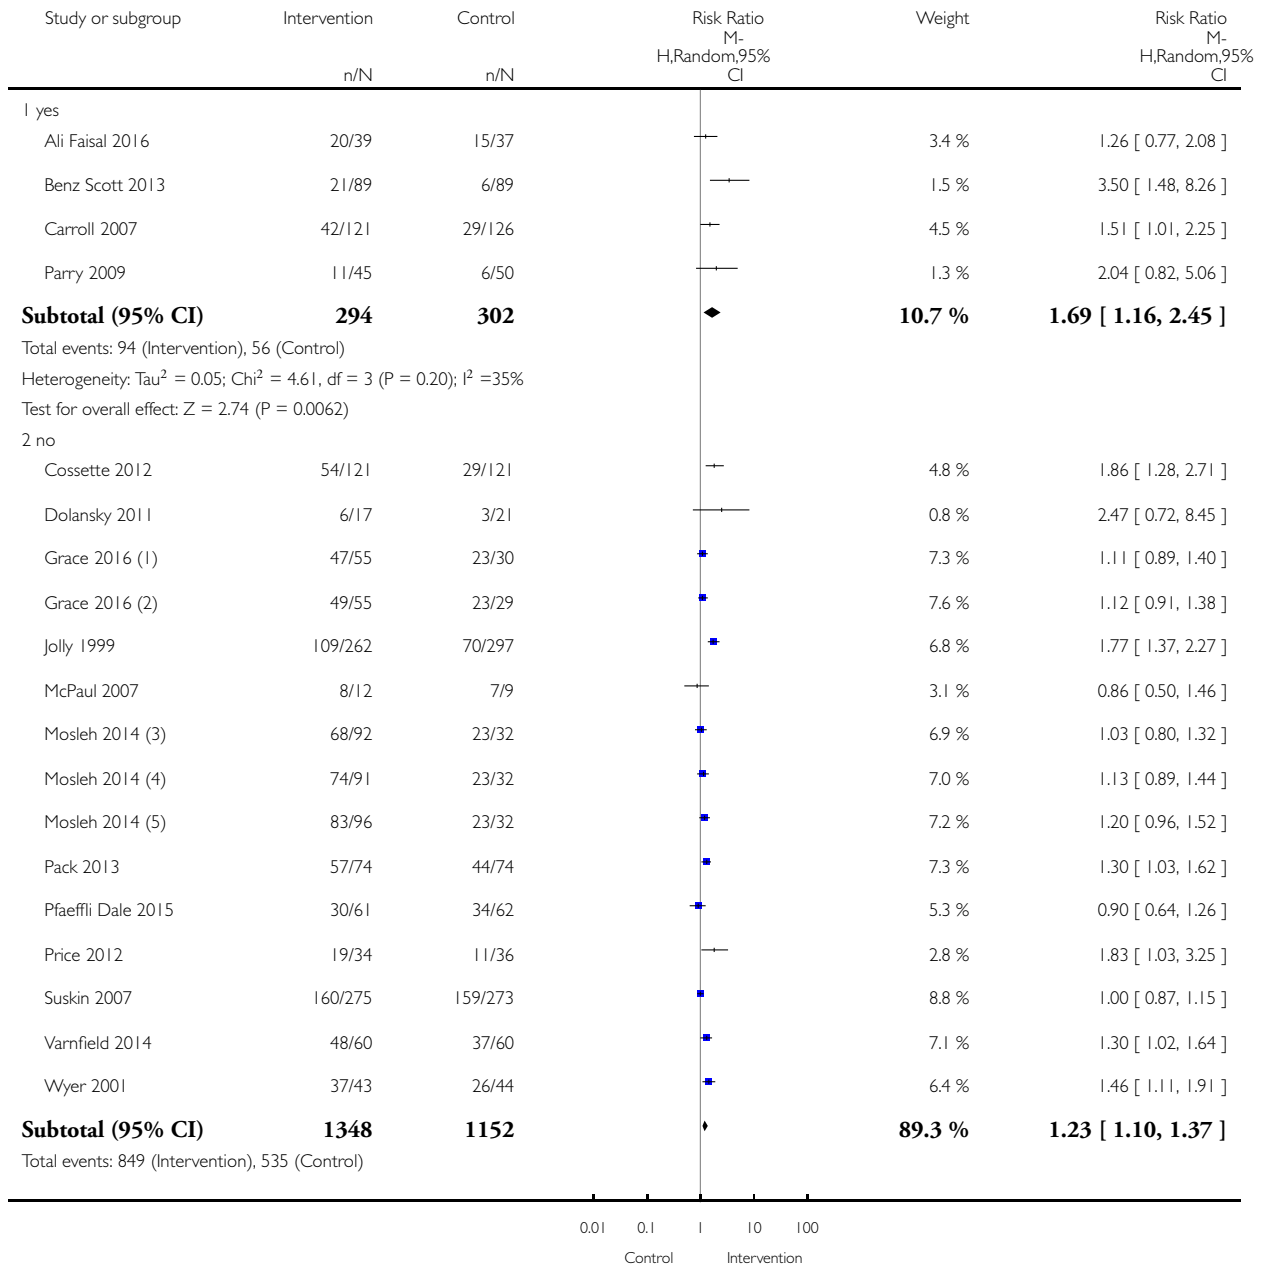 Study or subgroup Intervention Control Risk Ratio Weight Risk Ratio
M- M-
H,Random,95% H,Random,95%
n/N n/N CI CI
1 yes
Ali Faisal 2016 20/39 15/37 3.4 % 1.26 [ 0.77, 2.08 ]
Benz Scott 2013 21/89 6/89 1.5 % 3.50 [ 1.48, 8.26 ]
Carroll 2007 42/121 29/126 4.5 % 1.51 [ 1.01, 2.25 ]
Parry 2009 11/45 6/50 1.3 % 2.04 [ 0.82, 5.06 ]
Subtotal (95% CI) 294 302 10.7 % 1.69 [ 1.16, 2.45 ]
Total events: 94 (Intervention), 56 (Control)
Heterogeneity: Tau² = 0.05; Chi² = 4.61, df = 3 (P = 0.20); I² =35%
Test for overall effect: Z = 2.74 (P = 0.0062)
2 no
Cossette 2012 54/121 29/121 4.8 % 1.86 [ 1.28, 2.71 ]
Dolansky 2011 6/17 3/21 0.8 % 2.47 [ 0.72, 8.45 ]
Grace 2016 (1) 47/55 23/30 7.3 % 1.11 [ 0.89, 1.40 ]
Grace 2016 (2) 49/55 23/29 7.6 % 1.12 [ 0.91, 1.38 ]
Jolly 1999 109/262 70/297 6.8 % 1.77 [ 1.37, 2.27 ]
McPaul 2007 8/12 7/9 3.1 % 0.86 [ 0.50, 1.46 ]
Mosleh 2014 (3) 68/92 23/32 6.9 % 1.03 [ 0.80, 1.32 ]
Mosleh 2014 (4) 74/91 23/32 7.0 % 1.13 [ 0.89, 1.44 ]
Mosleh 2014 (5) 83/96 23/32 7.2 % 1.20 [ 0.96, 1.52 ]
Pack 2013 57/74 44/74 7.3 % 1.30 [ 1.03, 1.62 ]
Pfaeffli Dale 2015 30/61 34/62 5.3 % 0.90 [ 0.64, 1.26 ]
Price 2012 19/34 11/36 2.8 % 1.83 [ 1.03, 3.25 ]
Suskin 2007 160/275 159/273 8.8 % 1.00 [ 0.87, 1.15 ]
Varnfield 2014 48/60 37/60 7.1 % 1.30 [ 1.02, 1.64 ]
Wyer 2001 37/43 26/44 6.4 % 1.46 [ 1.11, 1.91 ]
Subtotal (95% CI) 1348 1152 89.3 % 1.23 [ 1.10, 1.37 ]
Total events: 849 (Intervention), 535 (Control)
0.01 0.1 1 10 100
Control Intervention